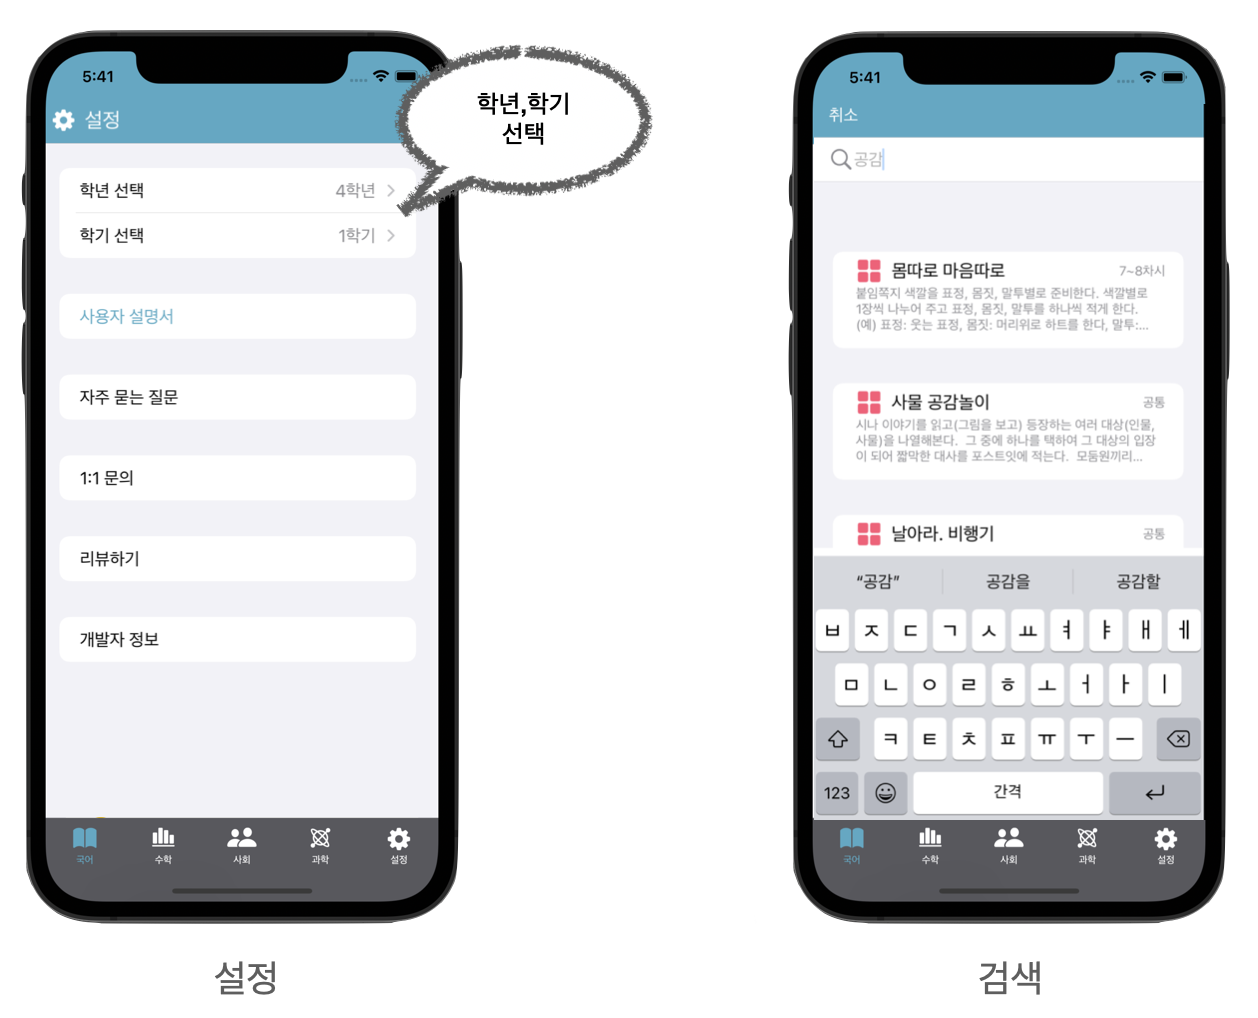 5:41
설정
학년,학기
선택
학년 선택 4학년
학기 선택 1학기
사용자 설명서
자주 묻는 질문
1:1 문의
리뷰하기
개발자 정보
국어 수학 사회 과학 설정
설정
5:41
취소
공감
몸따로 마음따로 7~8차시
붙임쪽지 색깔을 표정, 몸짓, 말투별로 준비한다. 색깔별로
1장씩 나누어 주고 표정, 몸짓, 말투를 하나씩 적게 한다.
(예) 표정: 웃는 표정, 몸짓: 머리위로 하트를 한다, 말투:...
사물 공감놀이 공통
시나 이야기를 읽고(그림을 보고) 등장하는 여러 대상(인물,
사물)을 나열해본다. 그 중에 하나를 택하여 그 대상의 입장
이 되어 짧막한 대사를 포스트잇에 적는다. 모둠원끼리...
날아라. 비행기 공통
“공감” 공감을 공감할
ㅂ ㅈ ㄷ ㄱ ㅅ ㅛ ㅕ ㅑ ㅐ ㅔ
ㅁ ㄴ ㅇ ㄹ ㅎ ㅗ ㅓ ㅏ ㅣ
ㅋ ㅌ ㅊ ㅍ ㅠ ㅜ ㅡ
123 간격
국어 수학 사회 과학 설정
검색